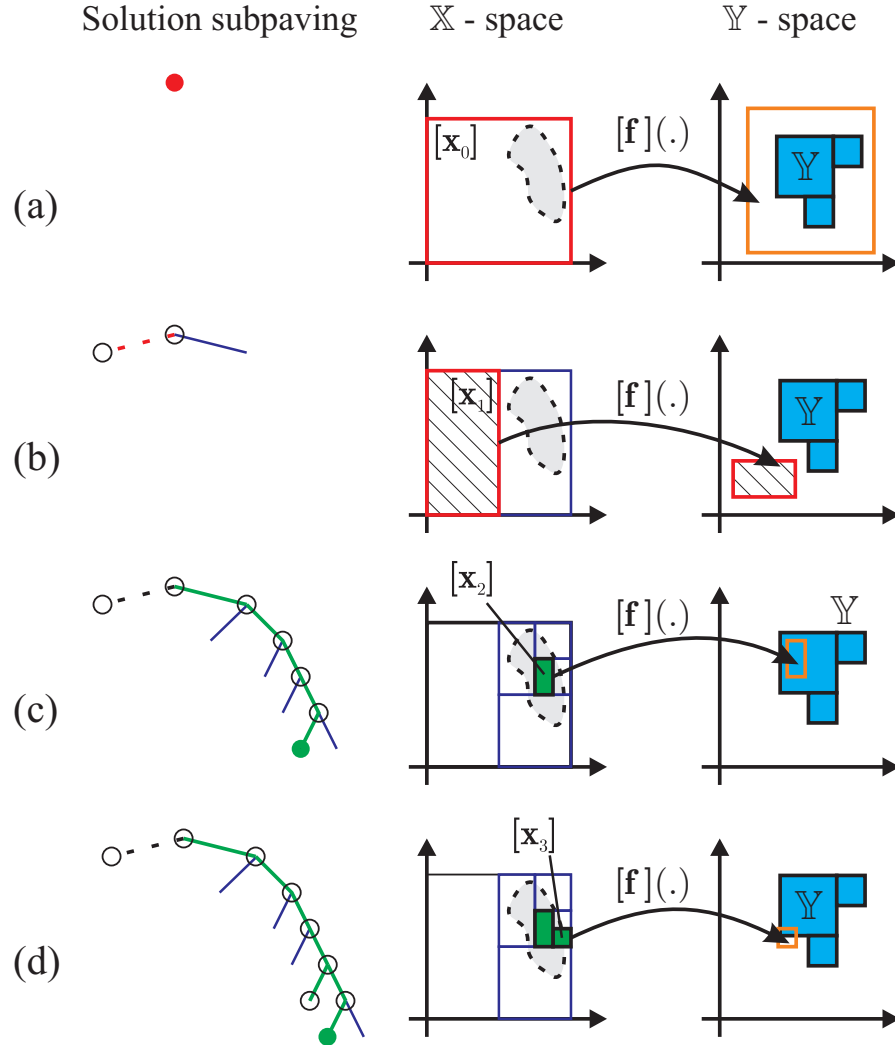 Solution subpaving 𝕏 - space 𝕐 - space
[x₀] [f](.) 𝕐
(a)
[x₁] [f](.) 𝕐
(b)
[x₂] [f](.) 𝕐
(c)
[x₃] [f](.) 𝕐
(d)